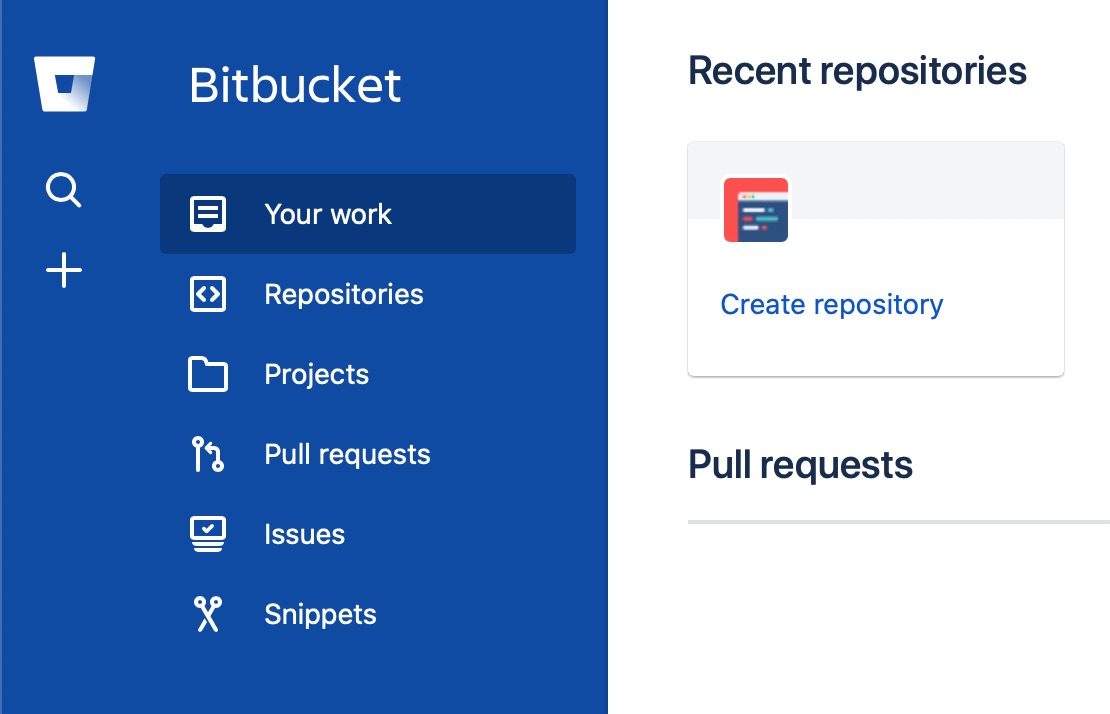 Bitbucket
Your work
Repositories
Projects
Pull requests
Issues
Snippets
Recent repositories
Create repository
Pull requests